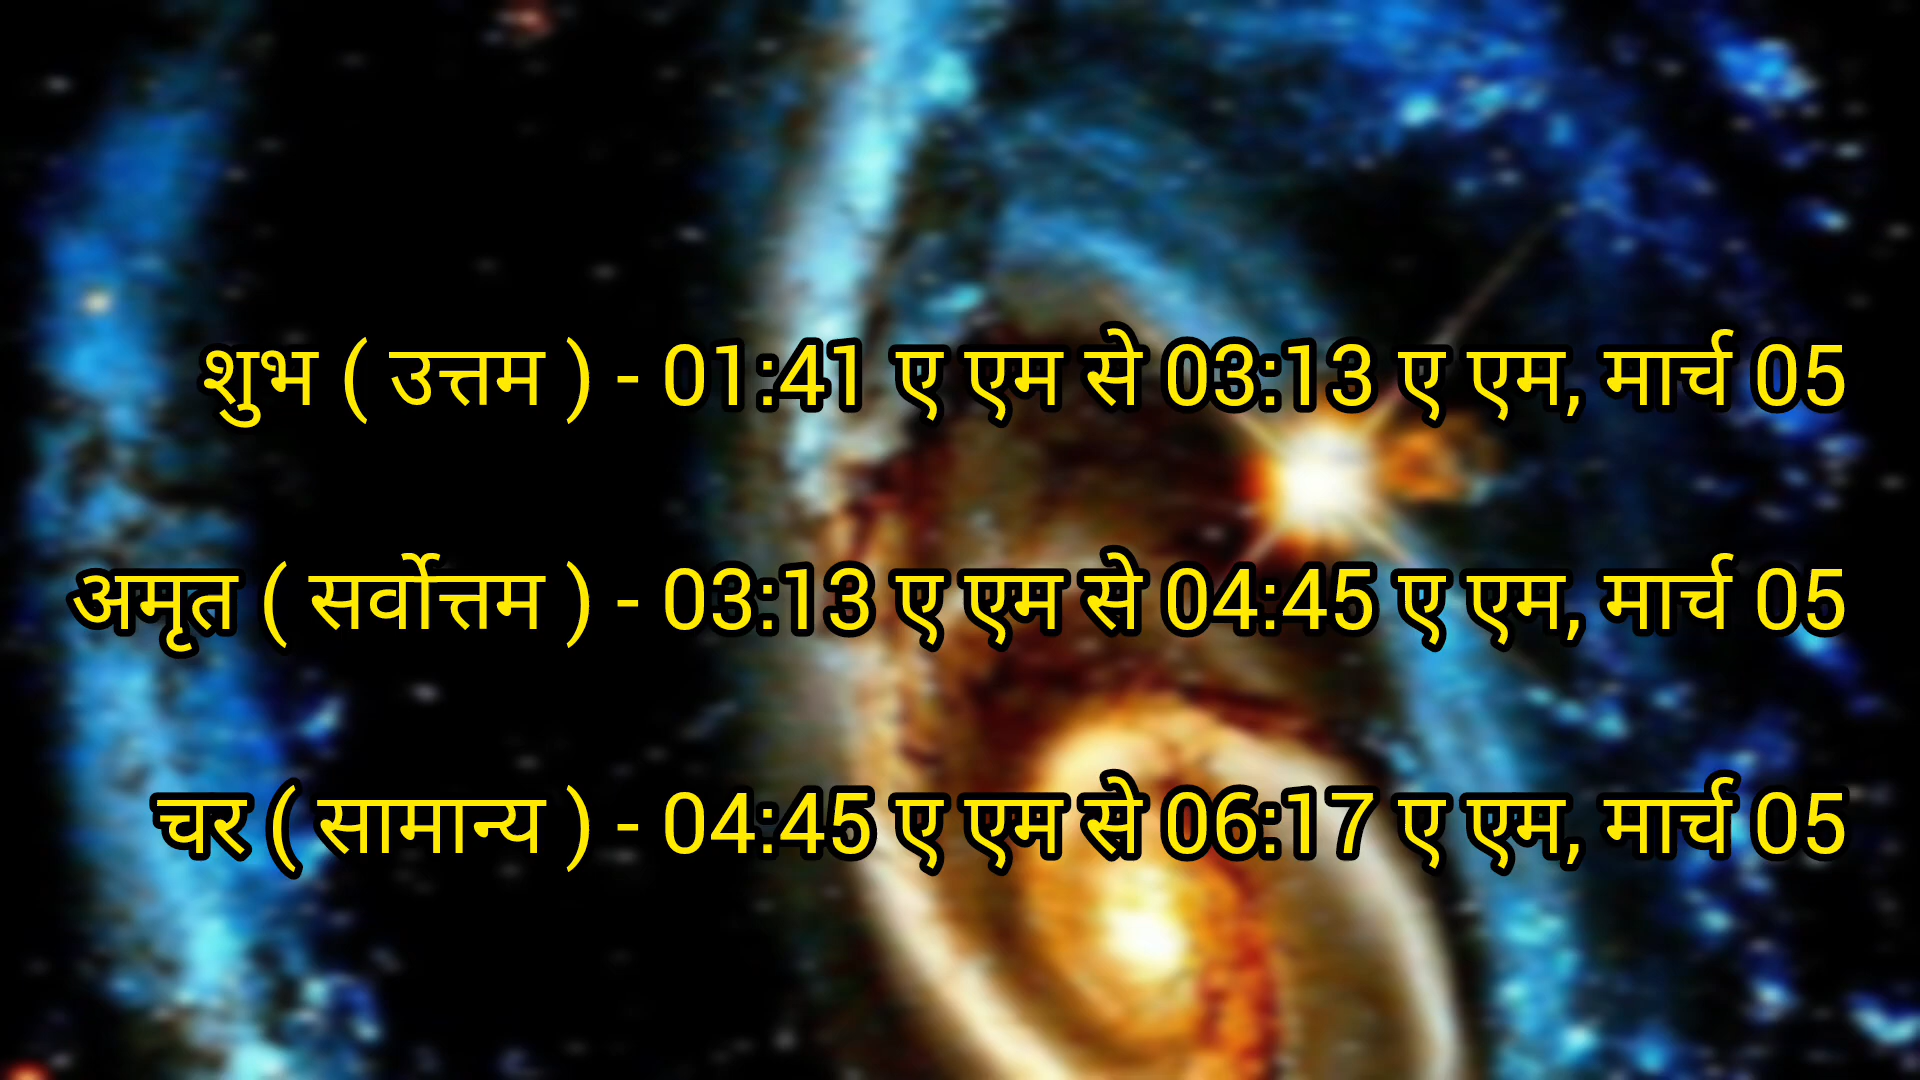 शुभ ( उत्तम ) - 01:41 ए एम से 03:13 ए एम, मार्च 05
अमृत ( सर्वोत्तम ) - 03:13 ए एम से 04:45 ए एम, मार्च 05
चर ( सामान्य ) - 04:45 ए एम से 06:17 ए एम, मार्च 05